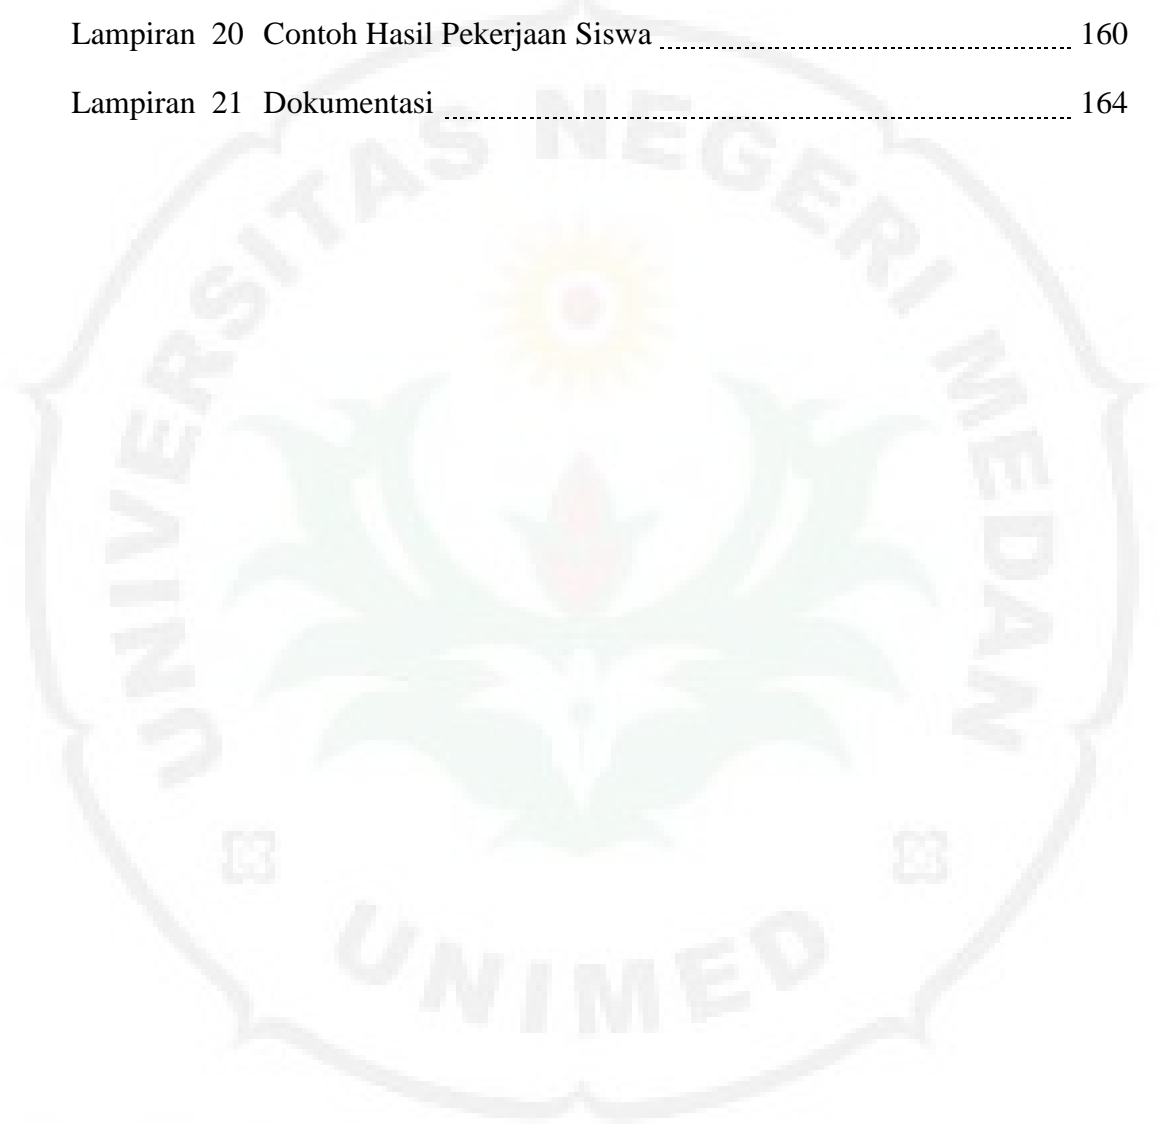 Lampiran 20 Contoh Hasil Pekerjaan Siswa 160
Lampiran 21 Dokumentasi 164
UNIVERSITAS NEGERI MEDAN
UNIMED